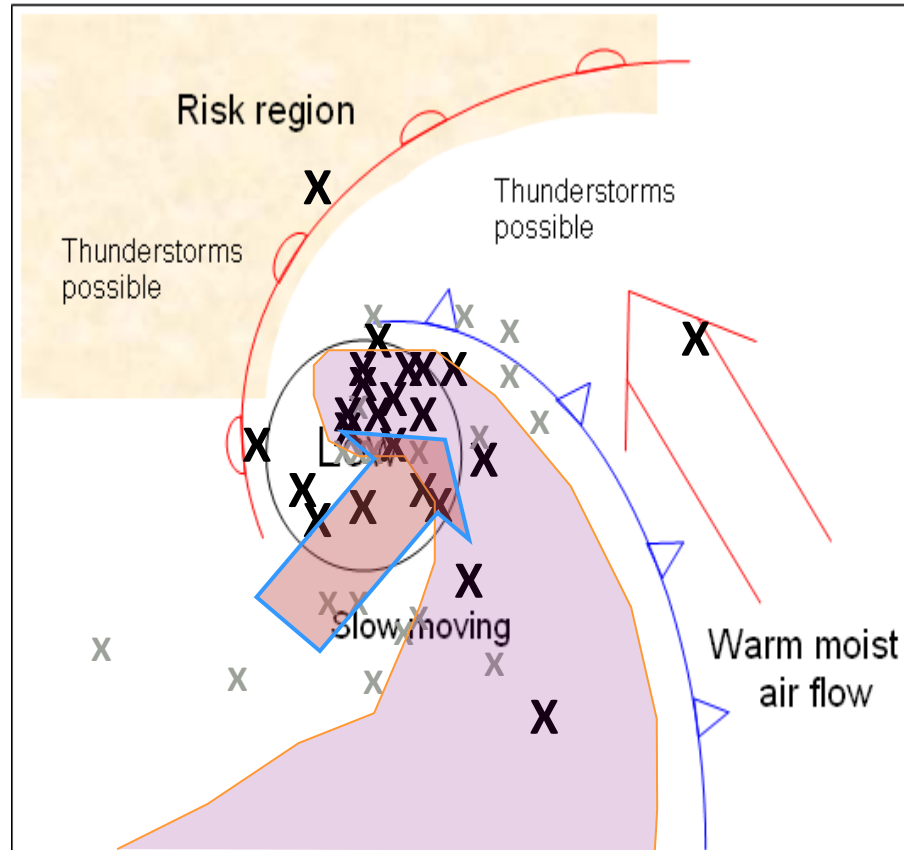 Risk region
X
Thunderstorms
possible
Thunderstorms
possible
X
Low
Slow moving
Warm moist
air flow